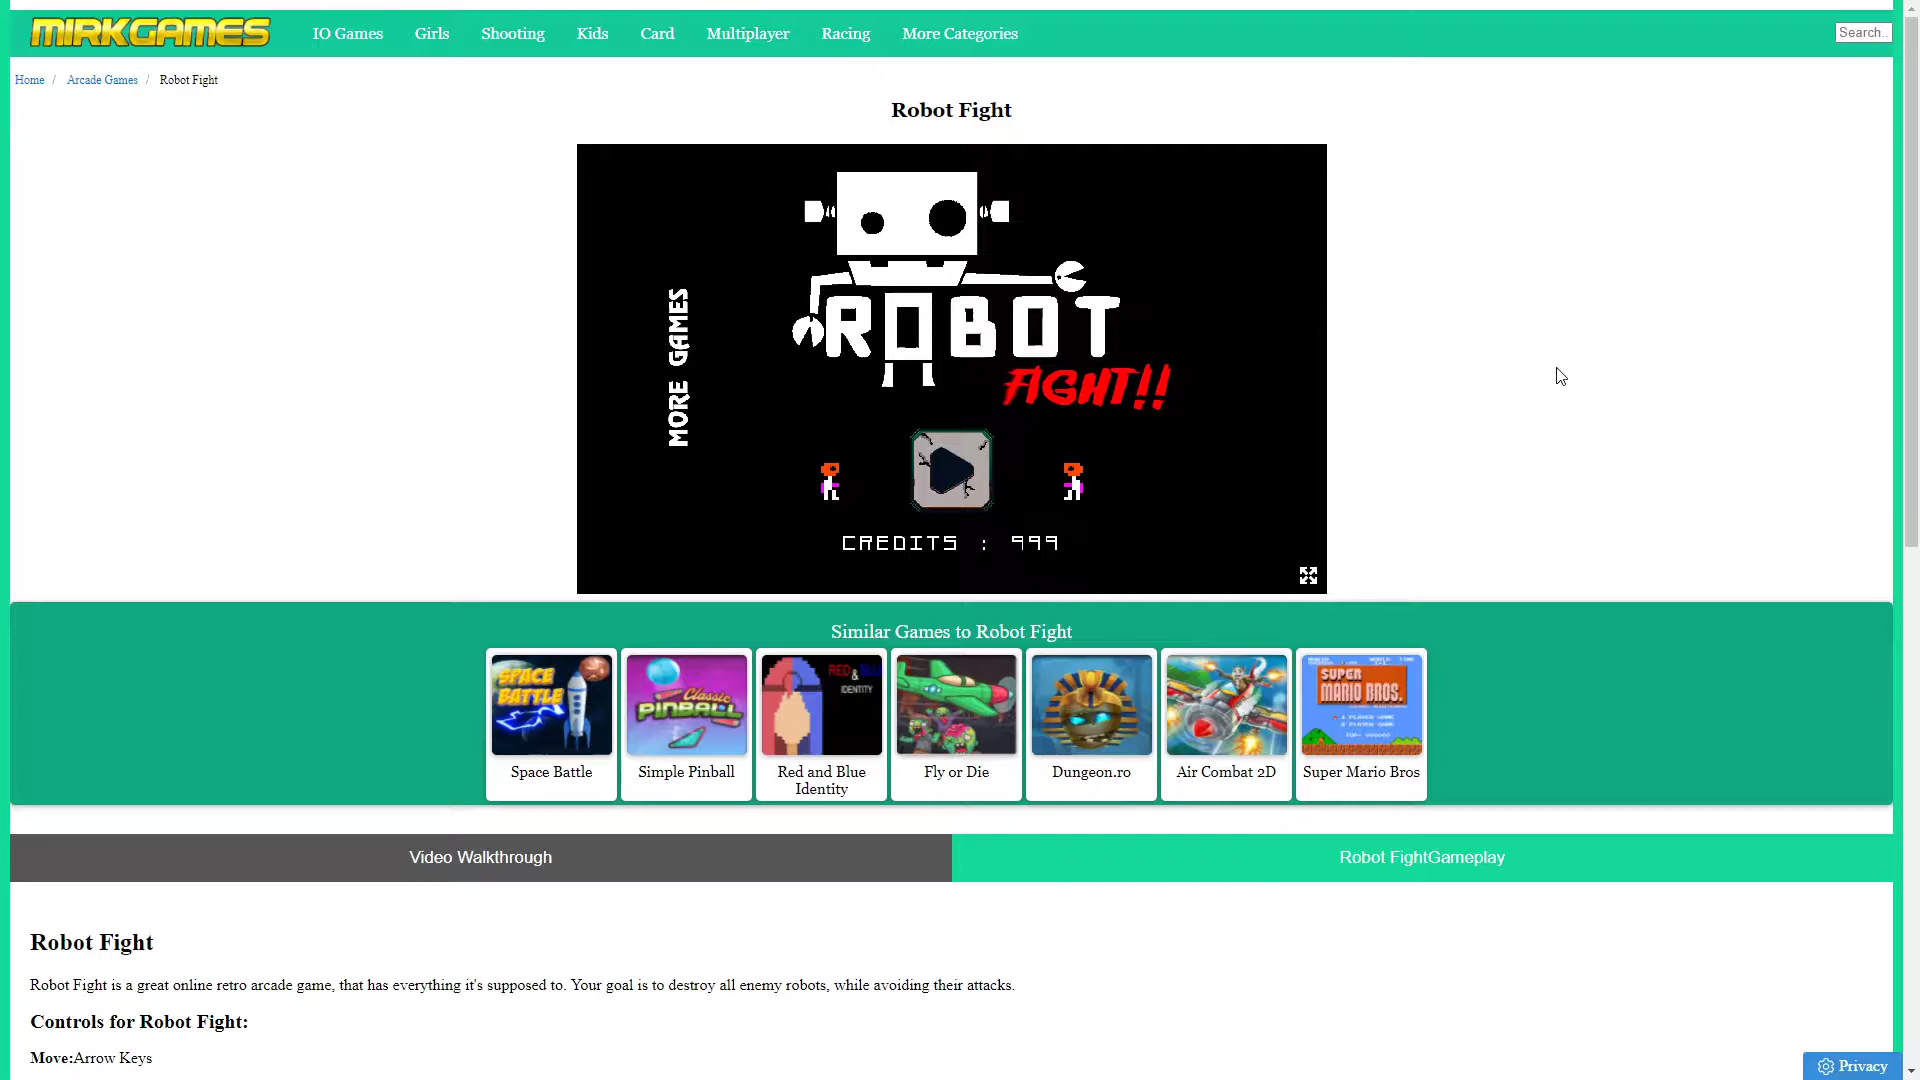 MIRKGAMES
IO Games
Girls
Shooting
Kids
Card
Multiplayer
Racing
More Categories
Search..
Home / Arcade Games / Robot Fight
Robot Fight
MORE GAMES
ROBOT
FIGHT!!
CREDITS : 999
Similar Games to Robot Fight
SPACE
BATTLE
Classic
PINBALL
RED
&
IDENTITY
SUPER
MARIO BROS.
Space Battle
Simple Pinball
Red and Blue
Identity
Fly or Die
Dungeon.ro
Air Combat 2D
Super Mario Bros
Video Walkthrough
Robot FightGameplay
Robot Fight
Robot Fight is a great online retro arcade game, that has everything it's supposed to. Your goal is to destroy all enemy robots, while avoiding their attacks.
Controls for Robot Fight:
Move:Arrow Keys
Privacy